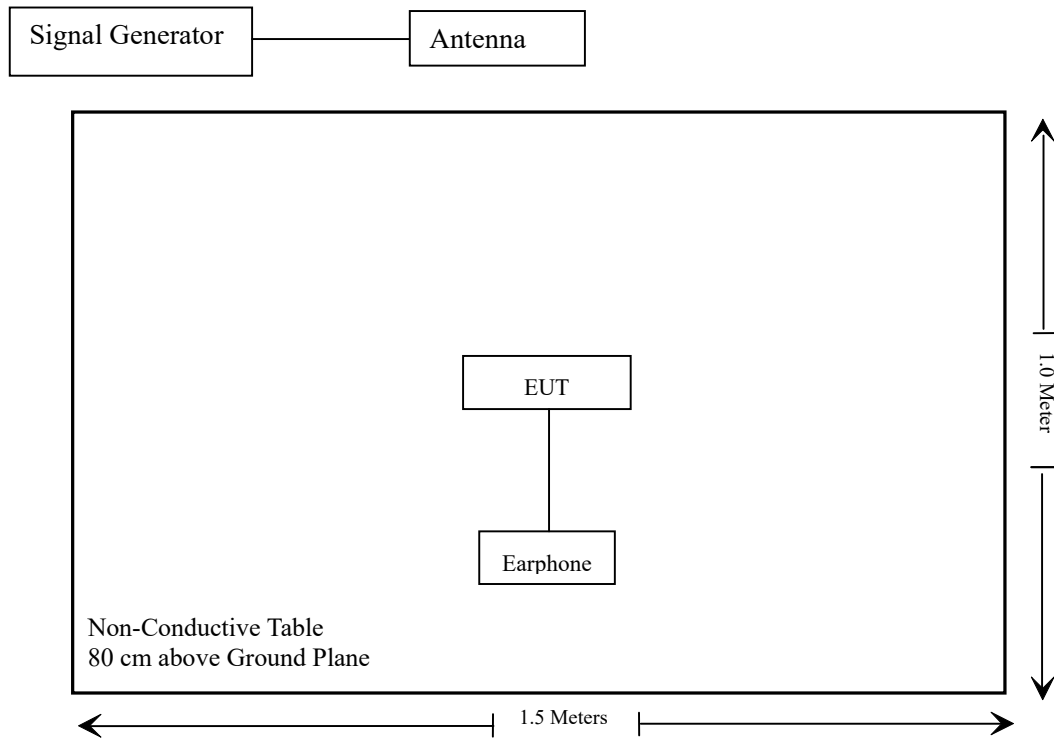 Signal Generator
Antenna
EUT
1.0 Meter
Earphone
Non-Conductive Table
80 cm above Ground Plane
1.5 Meters